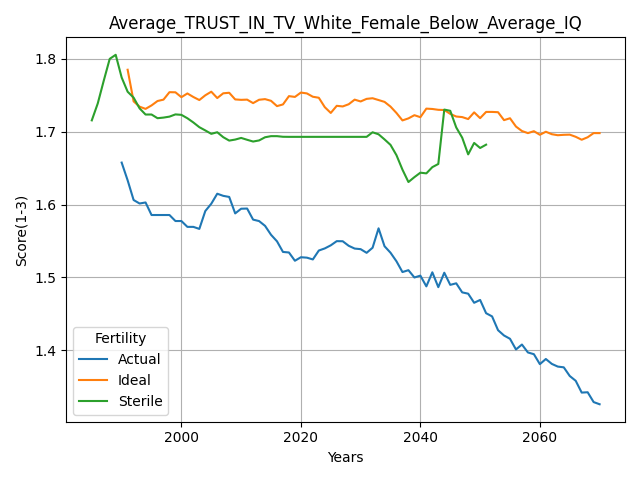 Average_TRUST_IN_TV_White_Female_Below_Average_IQ
Score(1-3)
1.8
1.7
1.6
1.5
1.4
Fertility
Actual
Ideal
Sterile
2000
2020
2040
2060
Years